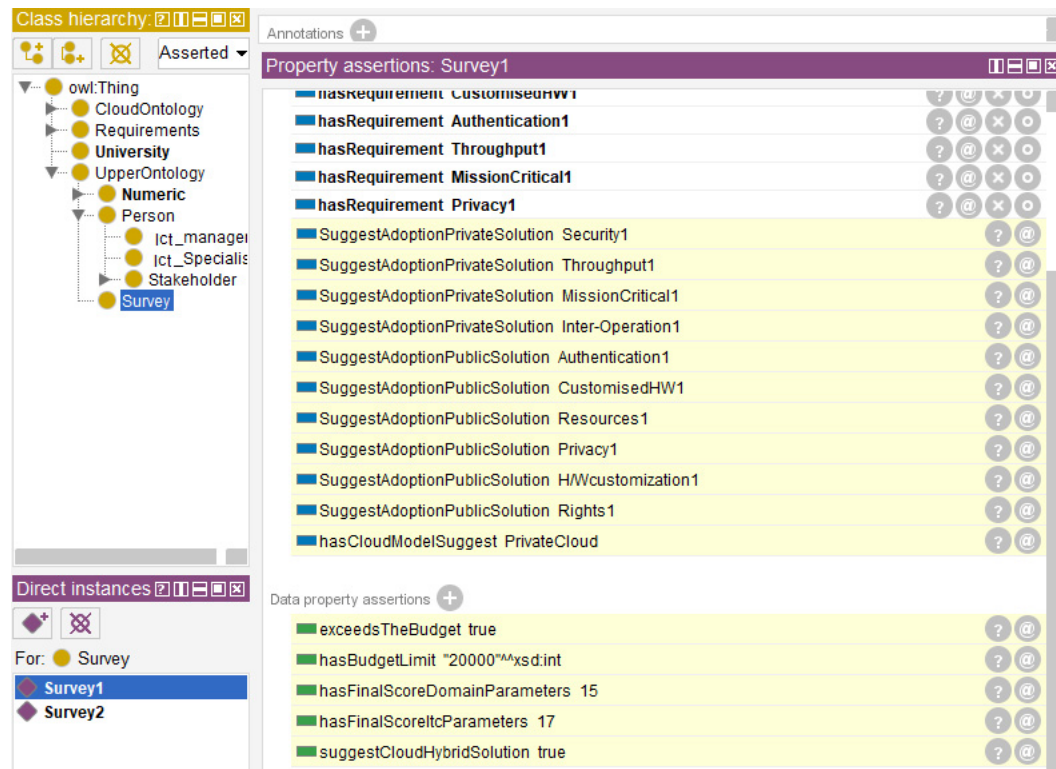 Class hierarchy:
Asserted
owl:Thing
CloudOntology
Requirements
University
UpperOntology
Numeric
Person
Ict_manager
Ict_Specialis
Stakeholder
Survey
Direct instances
For: Survey
Survey1
Survey2
Annotations
Property assertions: Survey1
hasRequirement CustomisedHW1
hasRequirement Authentication1
hasRequirement Throughput1
hasRequirement MissionCritical1
hasRequirement Privacy1
SuggestAdoptionPrivateSolution Security1
SuggestAdoptionPrivateSolution Throughput1
SuggestAdoptionPrivateSolution MissionCritical1
SuggestAdoptionPrivateSolution Inter-Operation1
SuggestAdoptionPublicSolution Authentication1
SuggestAdoptionPublicSolution CustomisedHW1
SuggestAdoptionPublicSolution Resources1
SuggestAdoptionPublicSolution Privacy1
SuggestAdoptionPublicSolution H/Wcustomization1
SuggestAdoptionPublicSolution Rights1
hasCloudModelSuggest PrivateCloud
Data property assertions
exceedsTheBudget true
hasBudgetLimit "20000"^^xsd:int
hasFinalScoreDomainParameters 15
hasFinalScoreItcParameters 17
suggestCloudHybridSolution true